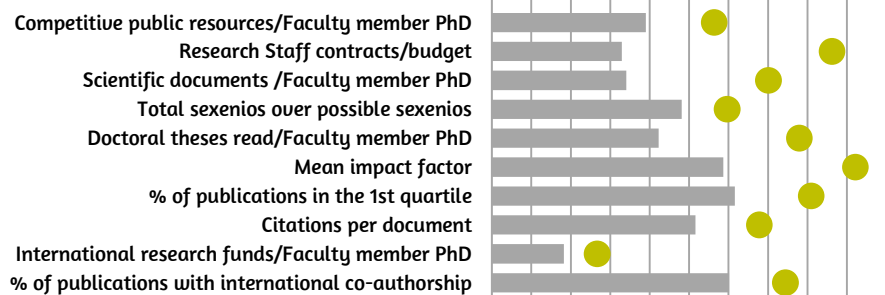 Competitive public resources/Faculty member PhD
Research Staff contracts/budget
Scientific documents /Faculty member PhD
Total sexenios over possible sexenios
Doctoral theses read/Faculty member PhD
Mean impact factor
% of publications in the 1st quartile
Citations per document
International research funds/Faculty member PhD
% of publications with international co-authorship